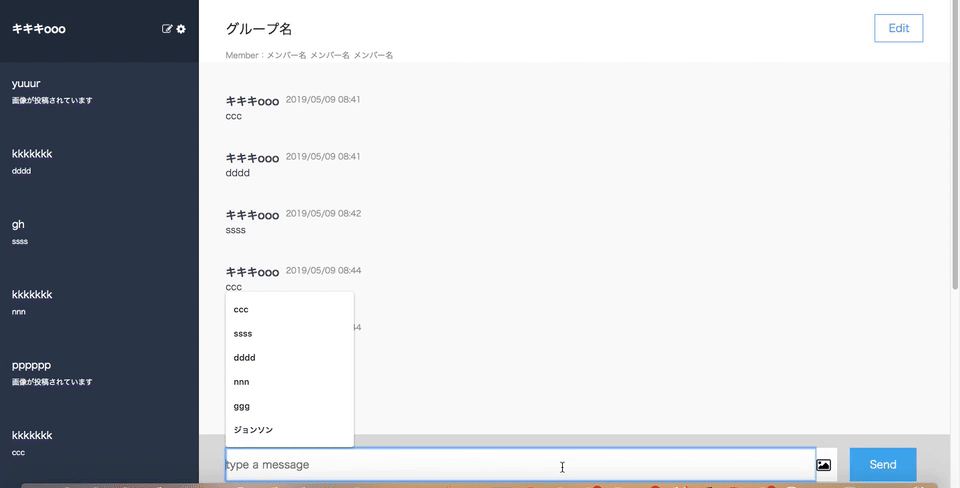 キキキooo
yuuur
画像が投稿されています
kkkkkkk
dddd
gh
ssss
kkkkkkk
nnn
pppppp
画像が投稿されています
kkkkkkk
ccc
グループ名
Edit
Member：メンバー名 メンバー名 メンバー名
キキキooo 2019/05/09 08:41
ccc
キキキooo 2019/05/09 08:41
dddd
キキキooo 2019/05/09 08:42
ssss
キキキooo 2019/05/09 08:44
ccc
ccc
ssss
dddd
nnn
ggg
ジョンソン
type a message
Send